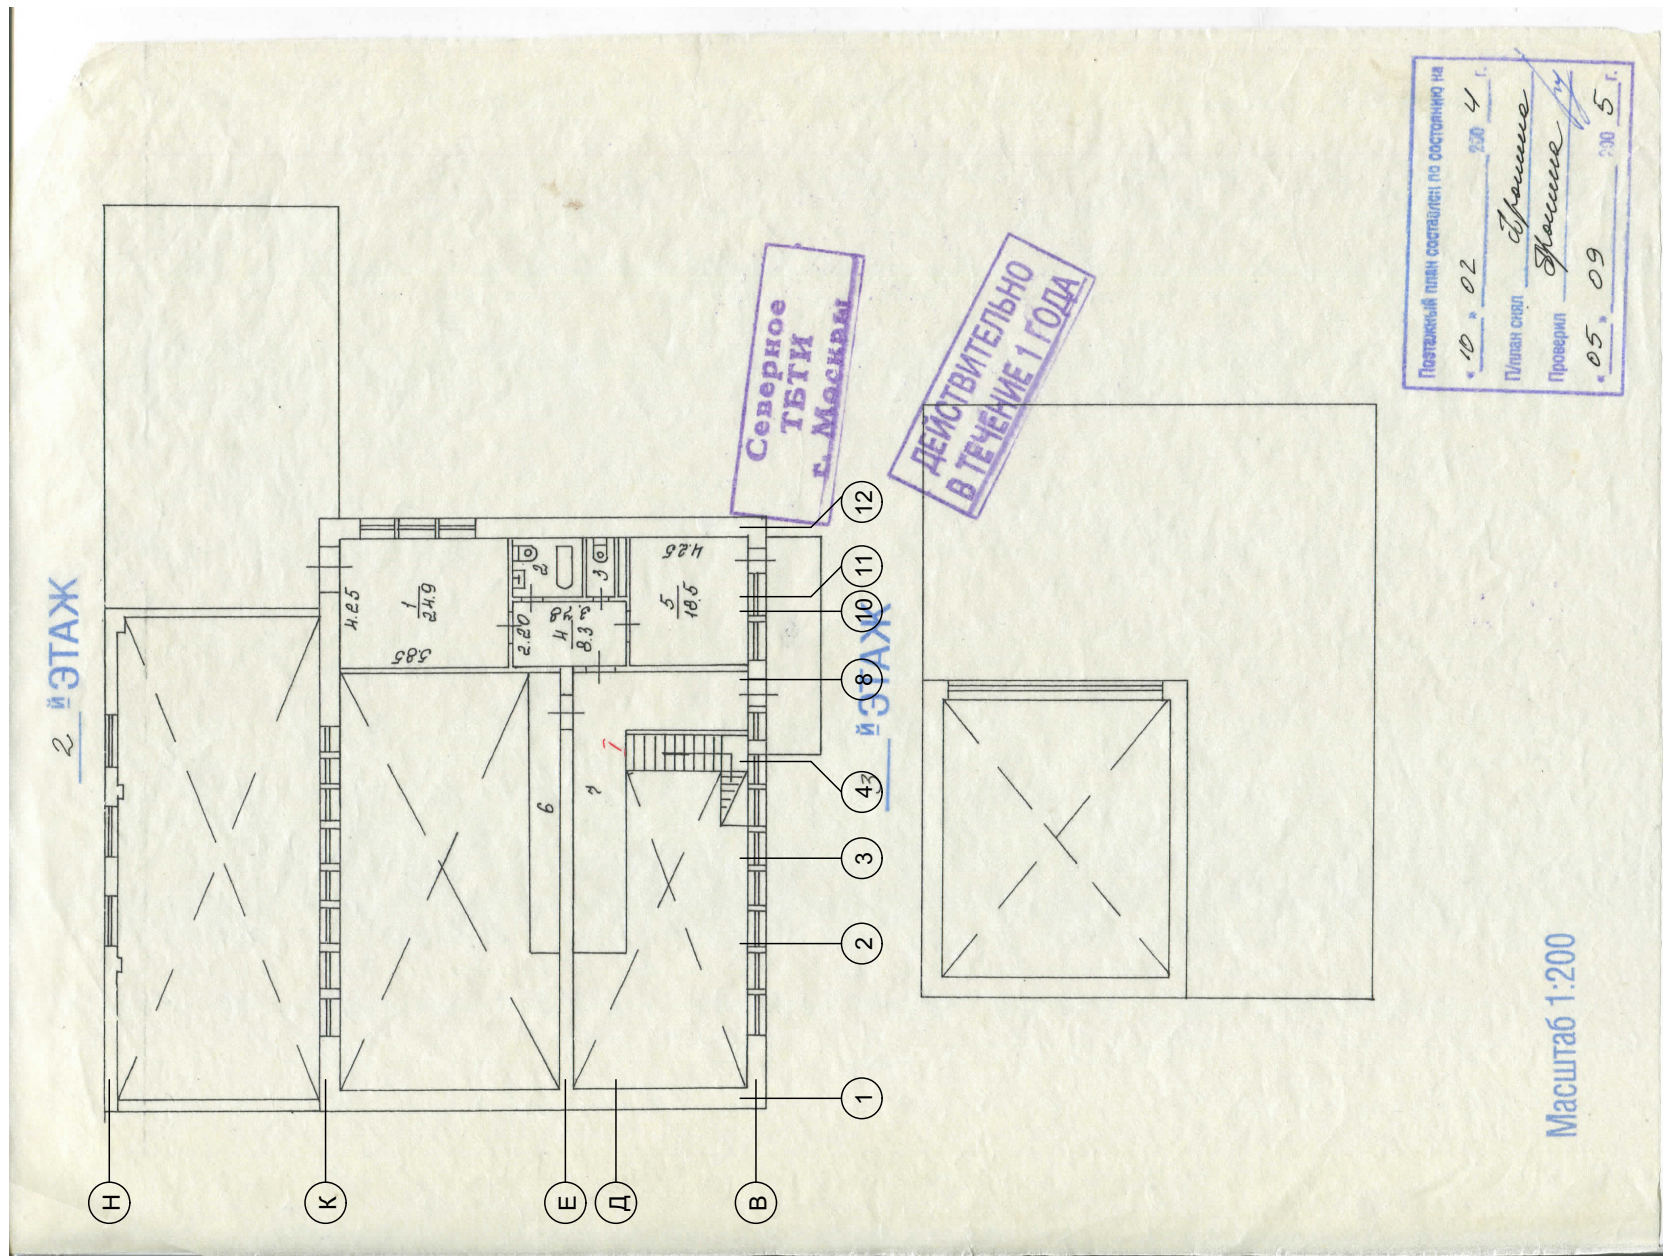 2 й ЭТАЖ
1
24.9
4.25
5.85
2
3
4
8.3
2.20
3.78
5
18.5
4.25
6
7
I
Н
К
Е
Д
В
1
2
3
4
8
10
11
12
3 й ЭТАЖ
Северное
ТБТИ
г. Москвы
ДЕЙСТВИТЕЛЬНО
В ТЕЧЕНИЕ 1 ГОДА
Поэтажный план составлен по состоянию на
« 10 » 02 200 4 г.
План снял
Проверил
« 05 » 09 200 5 г.
Масштаб 1:200